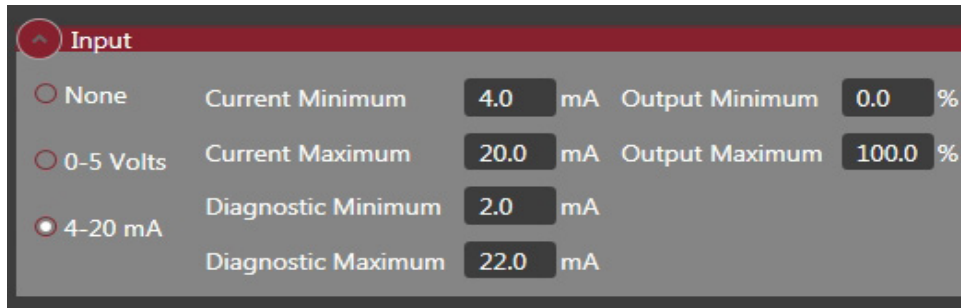 Input
None
Current Minimum 4.0 mA Output Minimum 0.0 %
0-5 Volts
Current Maximum 20.0 mA Output Maximum 100.0 %
4-20 mA
Diagnostic Minimum 2.0 mA
Diagnostic Maximum 22.0 mA